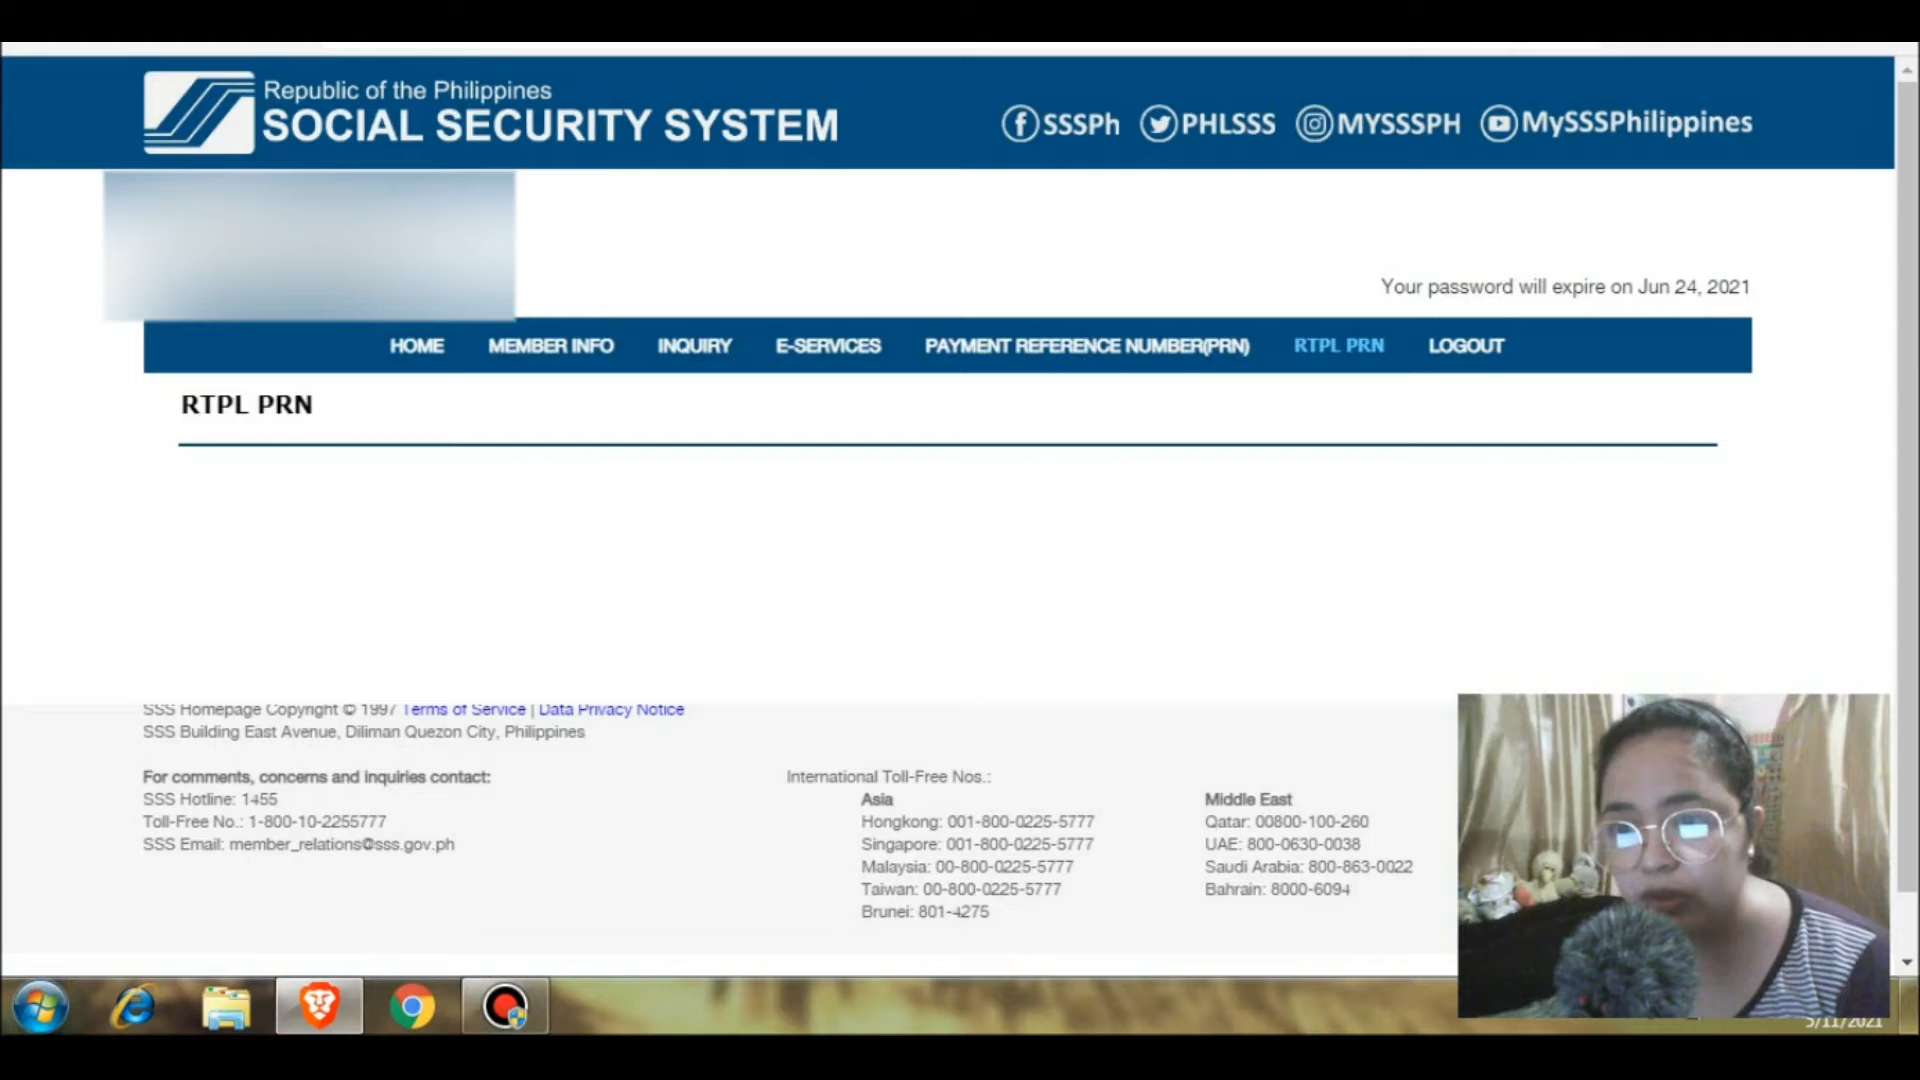 Republic of the Philippines
SOCIAL SECURITY SYSTEM
SSSPh PHLSSS MYSSSPH MySSSPhilippines
Your password will expire on Jun 24, 2021
HOME MEMBER INFO INQUIRY E-SERVICES PAYMENT REFERENCE NUMBER(PRN) RTPL PRN LOGOUT
RTPL PRN
SSS Homepage Copyright © 1997 Terms of Service | Data Privacy Notice
SSS Building East Avenue, Diliman Quezon City, Philippines
For comments, concerns and inquiries contact:
SSS Hotline: 1455
Toll-Free No.: 1-800-10-2255777
SSS Email: member_relations@sss.gov.ph
International Toll-Free Nos.:
Asia
Hongkong: 001-800-0225-5777
Singapore: 001-800-0225-5777
Malaysia: 00-800-0225-5777
Taiwan: 00-800-0225-5777
Brunei: 801-4275
Middle East
Qatar: 00800-100-260
UAE: 800-0630-0038
Saudi Arabia: 800-863-0022
Bahrain: 8000-6094
5/11/2021